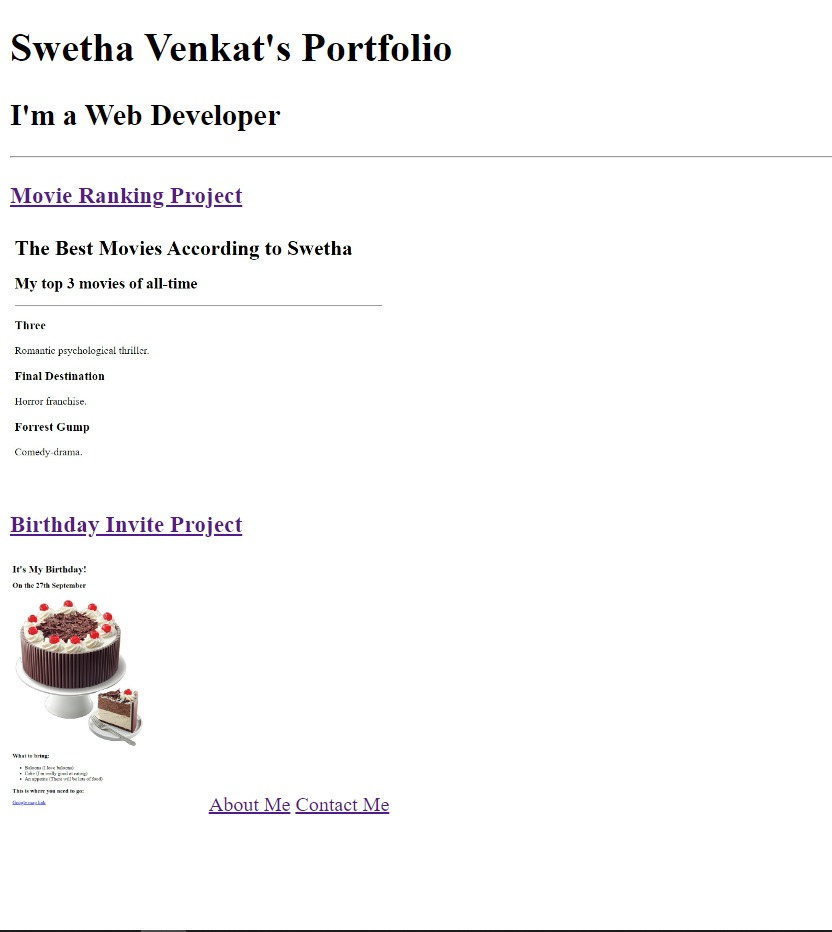 Swetha Venkat's Portfolio
I'm a Web Developer
Movie Ranking Project
The Best Movies According to Swetha
My top 3 movies of all-time
Three
Romantic psychological thriller.
Final Destination
Horror franchise.
Forrest Gump
Comedy-drama.
Birthday Invite Project
It's My Birthday!
On the 27th September
What to bring:
Baloons (I love baloons)
Cake (I'm really good at eating)
An appetite (There will be lots of food)
This is where you need to go:
Google map link
About Me Contact Me